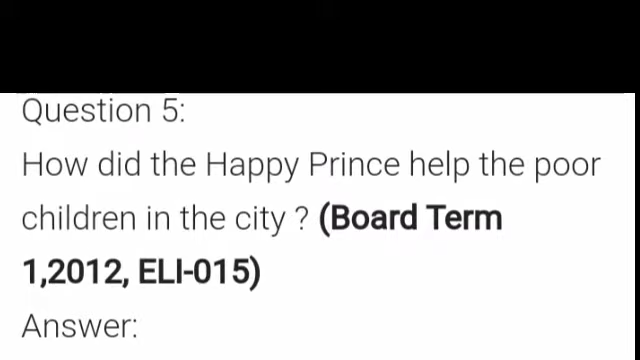 Question 5:
How did the Happy Prince help the poor
children in the city ? (Board Term
1,2012, ELI-015)
Answer: